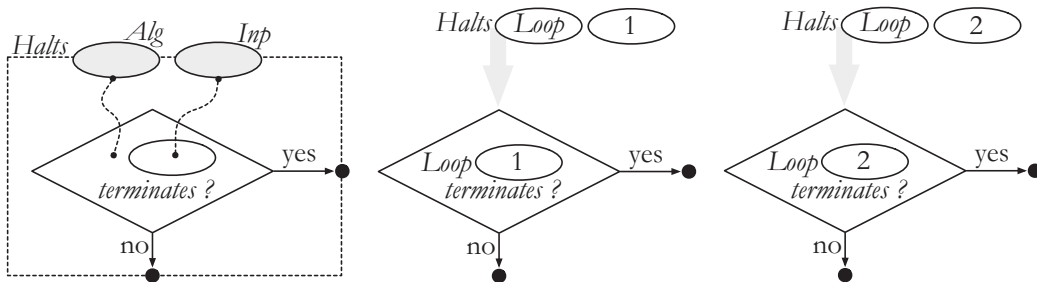 Halts Alg Inp
terminates ?
yes
no
Halts Loop 1
Loop 1
terminates ?
yes
no
Halts Loop 2
Loop 2
terminates ?
yes
no